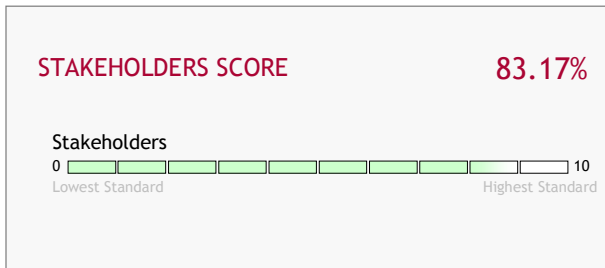 STAKEHOLDERS SCORE 83.17%
Stakeholders
0 10
Lowest Standard Highest Standard